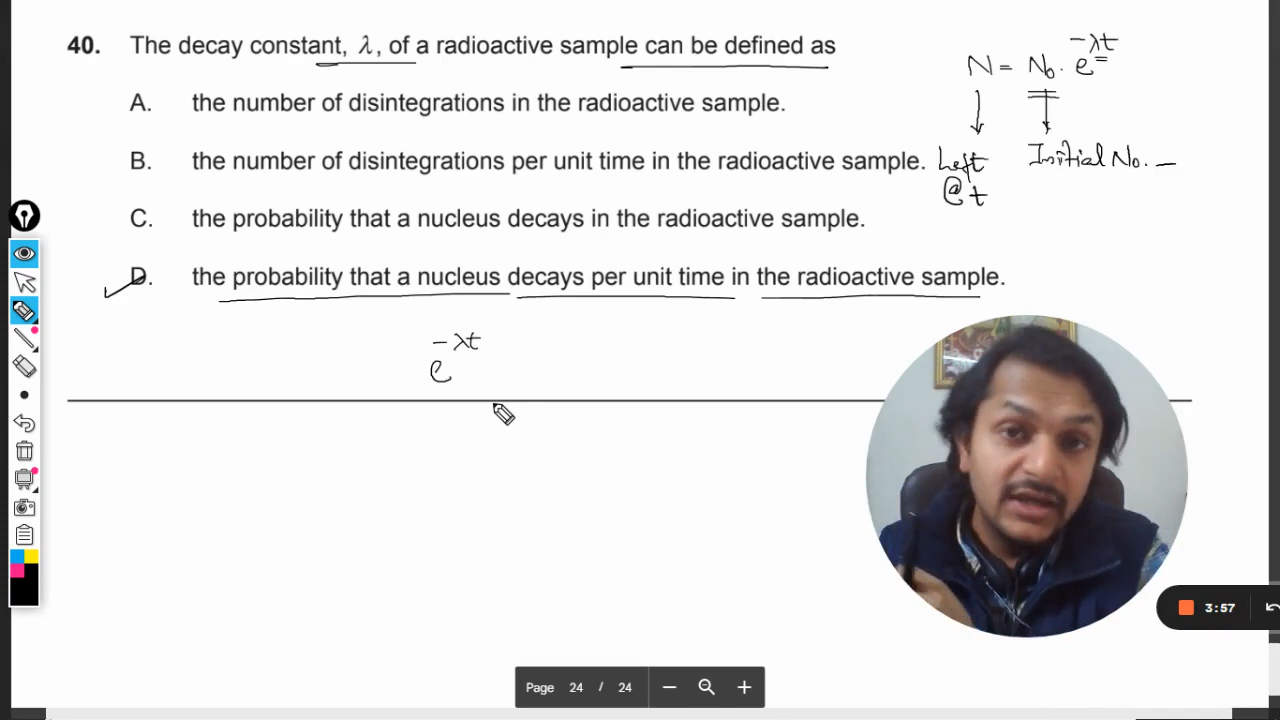 40. The decay constant, λ, of a radioactive sample can be defined as
N = N₀. e^-λt
A. the number of disintegrations in the radioactive sample.
B. the number of disintegrations per unit time in the radioactive sample.
Left @ t
Initial No. _
C. the probability that a nucleus decays in the radioactive sample.
D. the probability that a nucleus decays per unit time in the radioactive sample.
e^-λt
3:57
Page 24 / 24